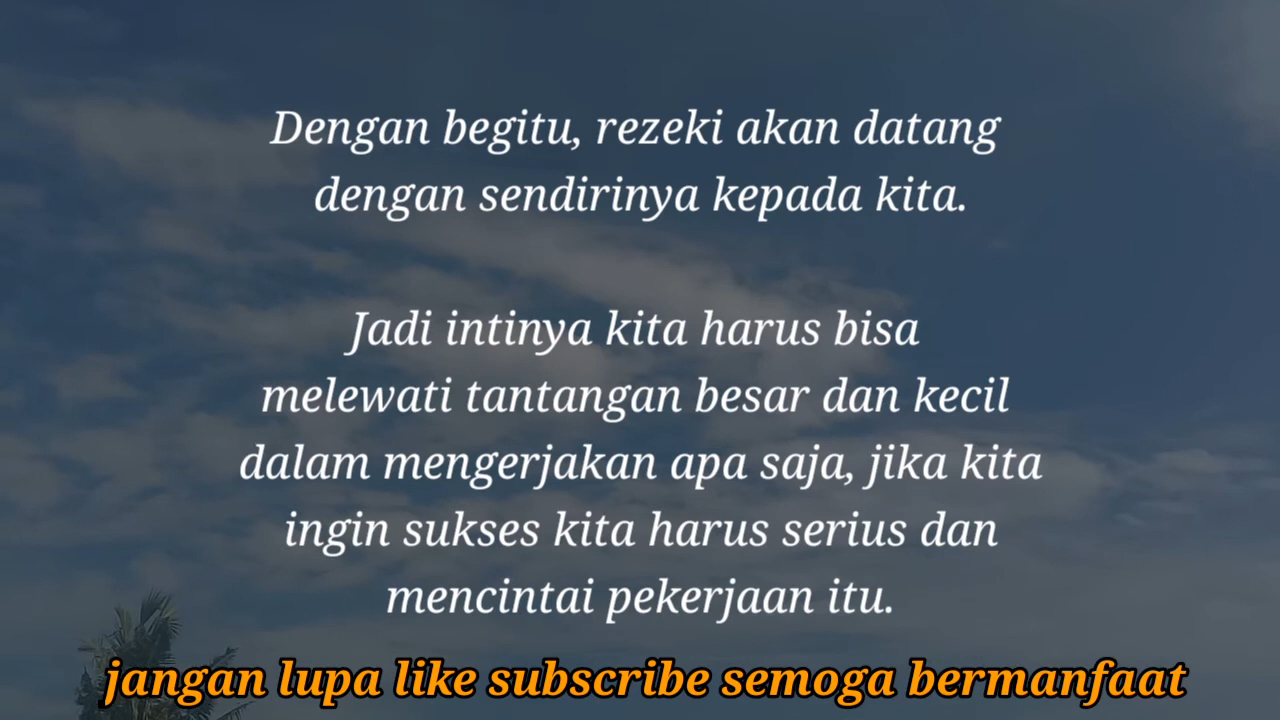 Dengan begitu, rezeki akan datang
dengan sendirinya kepada kita.
Jadi intinya kita harus bisa
melewati tantangan besar dan kecil
dalam mengerjakan apa saja, jika kita
ingin sukses kita harus serius dan
mencintai pekerjaan itu.
jangan lupa like subscribe semoga bermanfaat